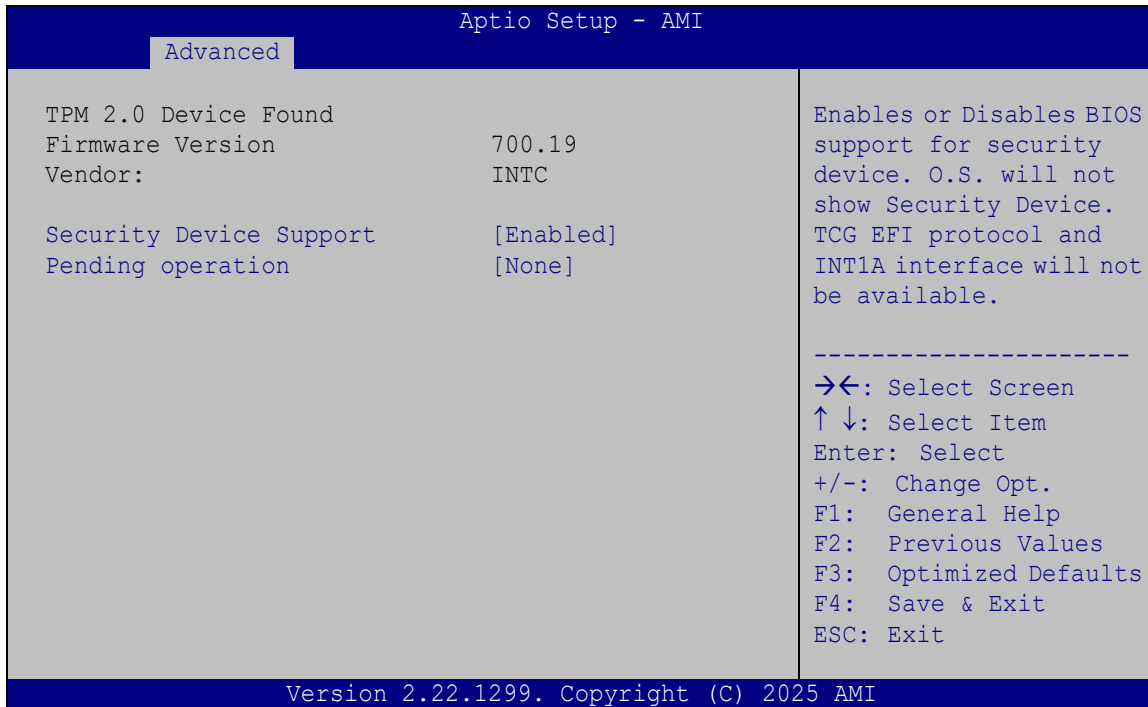 Aptio Setup - AMI
Advanced
TPM 2.0 Device Found
Firmware Version 700.19
Vendor: INTC
Security Device Support [Enabled]
Pending operation [None]
Enables or Disables BIOS
support for security
device. O.S. will not
show Security Device.
TCG EFI protocol and
INT1A interface will not
be available.
----------------------
→←: Select Screen
↑ ↓: Select Item
Enter: Select
+/-: Change Opt.
F1: General Help
F2: Previous Values
F3: Optimized Defaults
F4: Save & Exit
ESC: Exit
Version 2.22.1299. Copyright (C) 2025 AMI